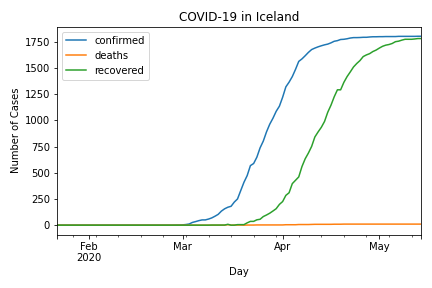 COVID-19 in Iceland
confirmed
deaths
recovered
Number of Cases
1750
1500
1250
1000
750
500
250
0
Feb
2020
Mar
Apr
May
Day